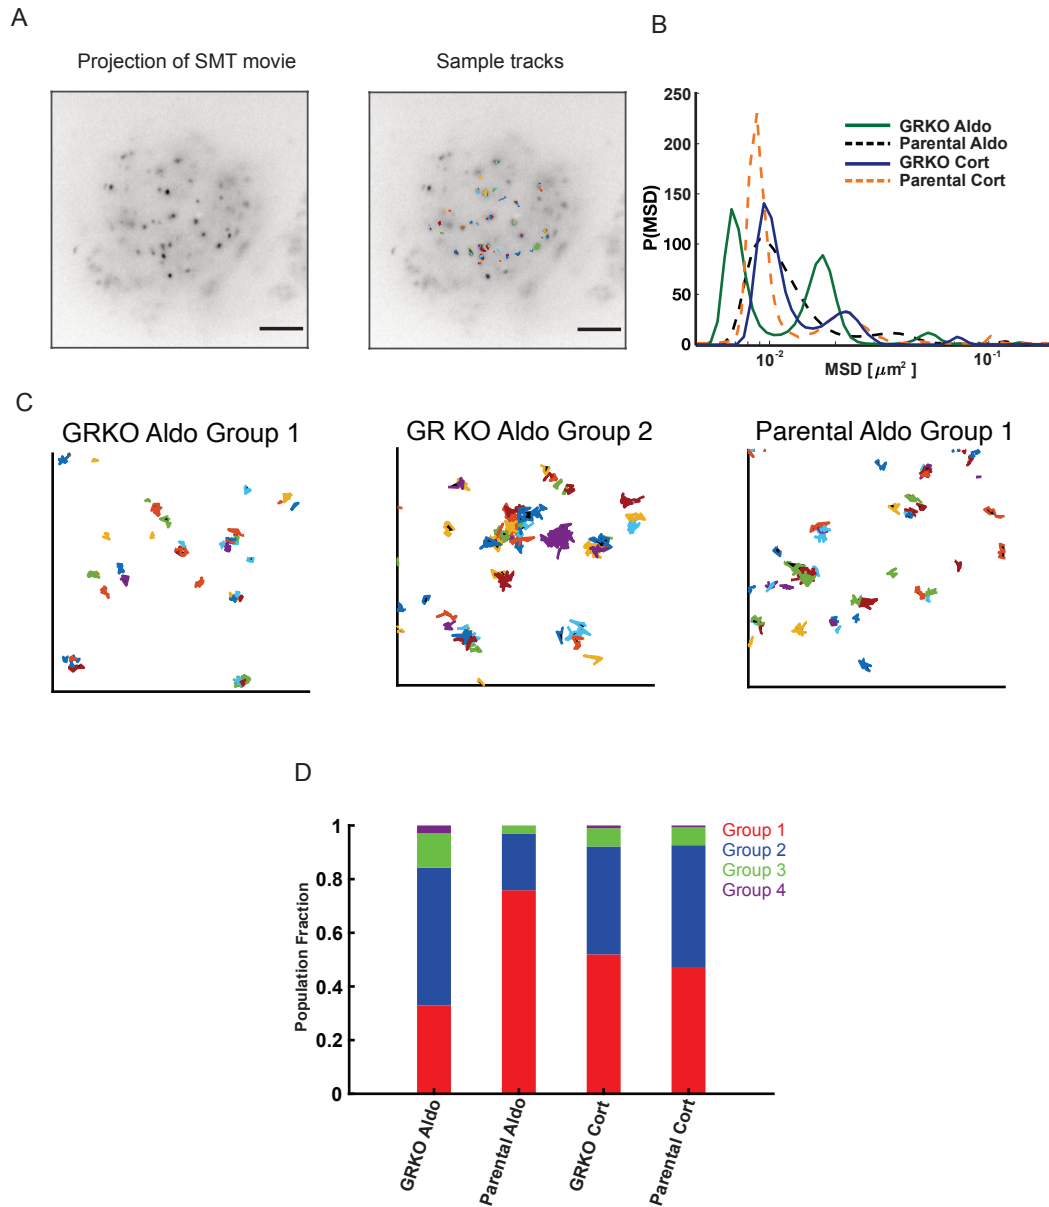 A
Projection of SMT movie
Sample tracks
B
250
200
150
100
50
0
P(MSD)
GRKO Aldo
Parental Aldo
GRKO Cort
Parental Cort
10⁻²
10⁻¹
MSD [ μm² ]
C
GRKO Aldo Group 1
GR KO Aldo Group 2
Parental Aldo Group 1
D
1
0.8
0.6
0.4
0.2
0
Population Fraction
Group 1
Group 2
Group 3
Group 4
GRKO Aldo
Parental Aldo
GRKO Cort
Parental Cort